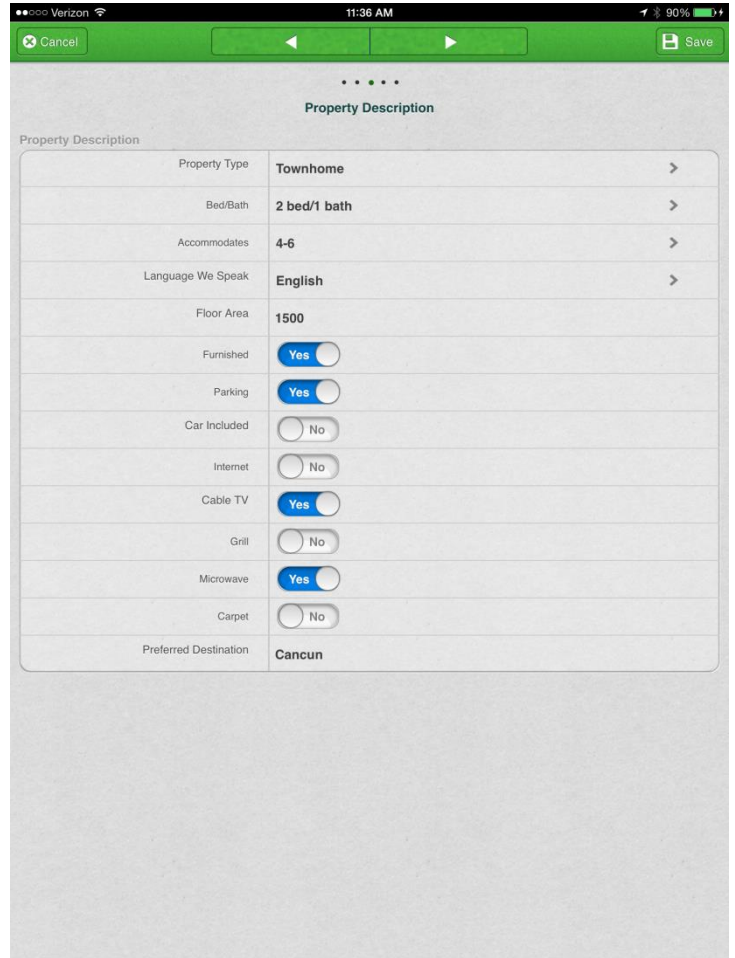 Verizon 11:36 AM 90%
Cancel Save
Property Description
Property Description
Property Type Townhome
Bed/Bath 2 bed/1 bath
Accommodates 4-6
Language We Speak English
Floor Area 1500
Furnished Yes
Parking Yes
Car Included No
Internet No
Cable TV Yes
Grill No
Microwave Yes
Carpet No
Preferred Destination Cancun